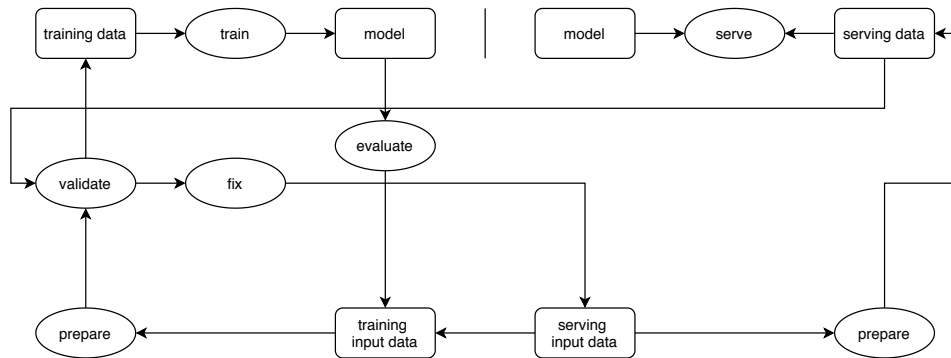 training data
train
model
model
serve
serving data
evaluate
validate
fix
prepare
training
input data
serving
input data
prepare